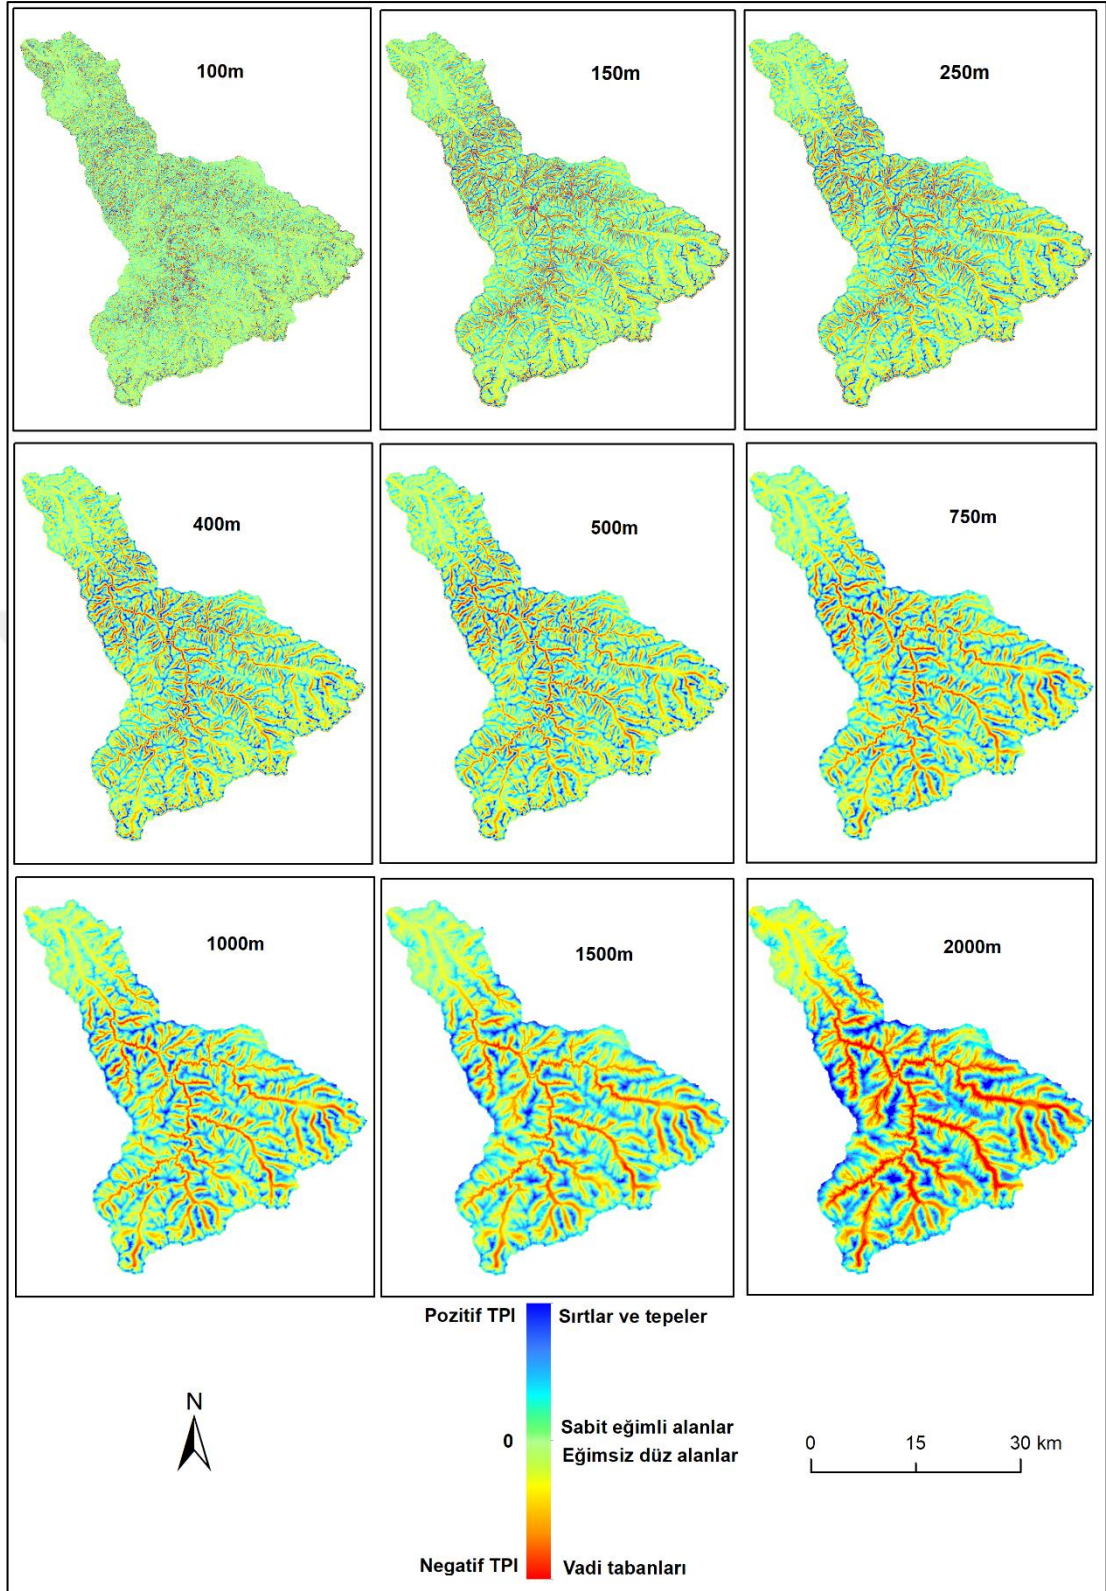 100m
150m
250m
400m
500m
750m
1000m
1500m
2000m
Pozitif TPI
Sırtlar ve tepeler
N
0
Sabit eğimli alanlar
Eğimsiz düz alanlar
0 15 30 km
Negatif TPI
Vadi tabanları